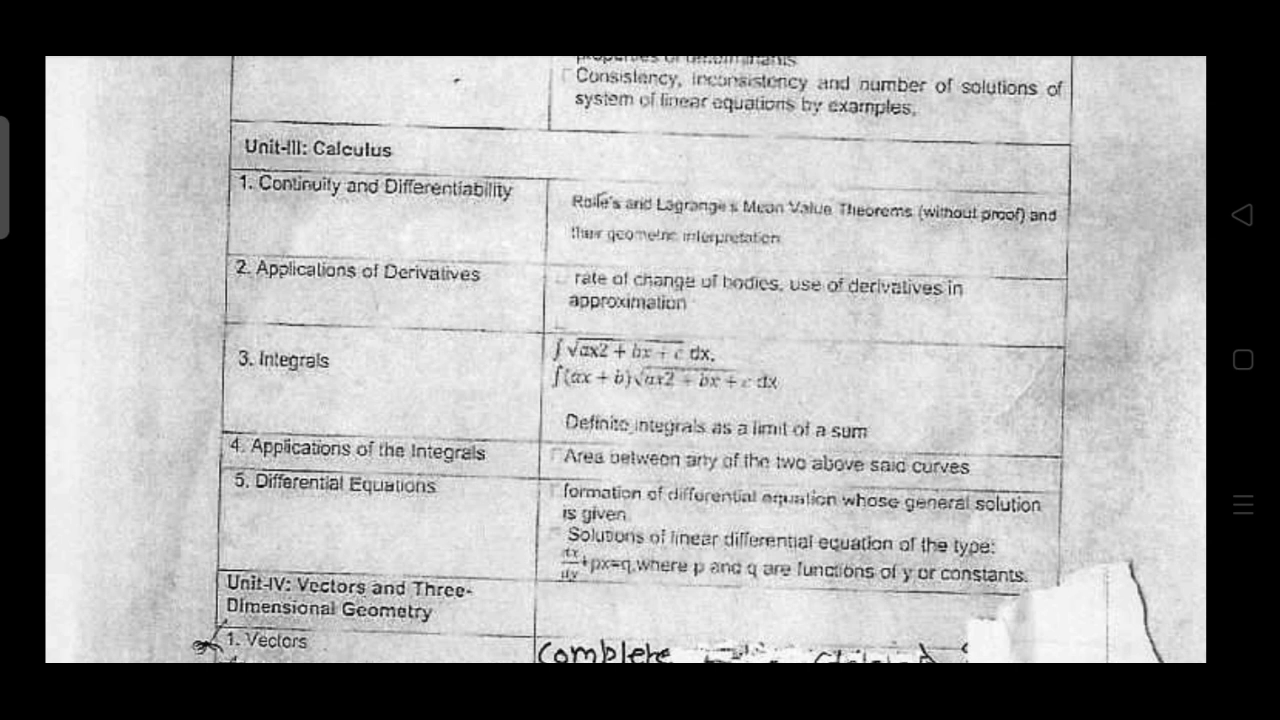 properties of determinants
Consistency, inconsistency and number of solutions of
system of linear equations by examples,
Unit-III: Calculus
1. Continuity and Differentiability
Rolle's and Lagrange's Mean Value Theorems (without proof) and
their geometric interpretation
2. Applications of Derivatives
rate of change of bodies, use of derivatives in
approximation
3. Integrals
∫ √ax2 + bx + c dx,
∫(ax + b)√ax2 + bx + c dx
Definite integrals as a limit of a sum
4. Applications of the Integrals
Area between any of the two above said curves
5. Differential Equations
formation of differential equation whose general solution
is given
Solutions of linear differential equation of the type:
dx/dy +px=q,where p and q are functions of y or constants.
Unit-IV: Vectors and Three-
Dimensional Geometry
1. Vectors
Complete